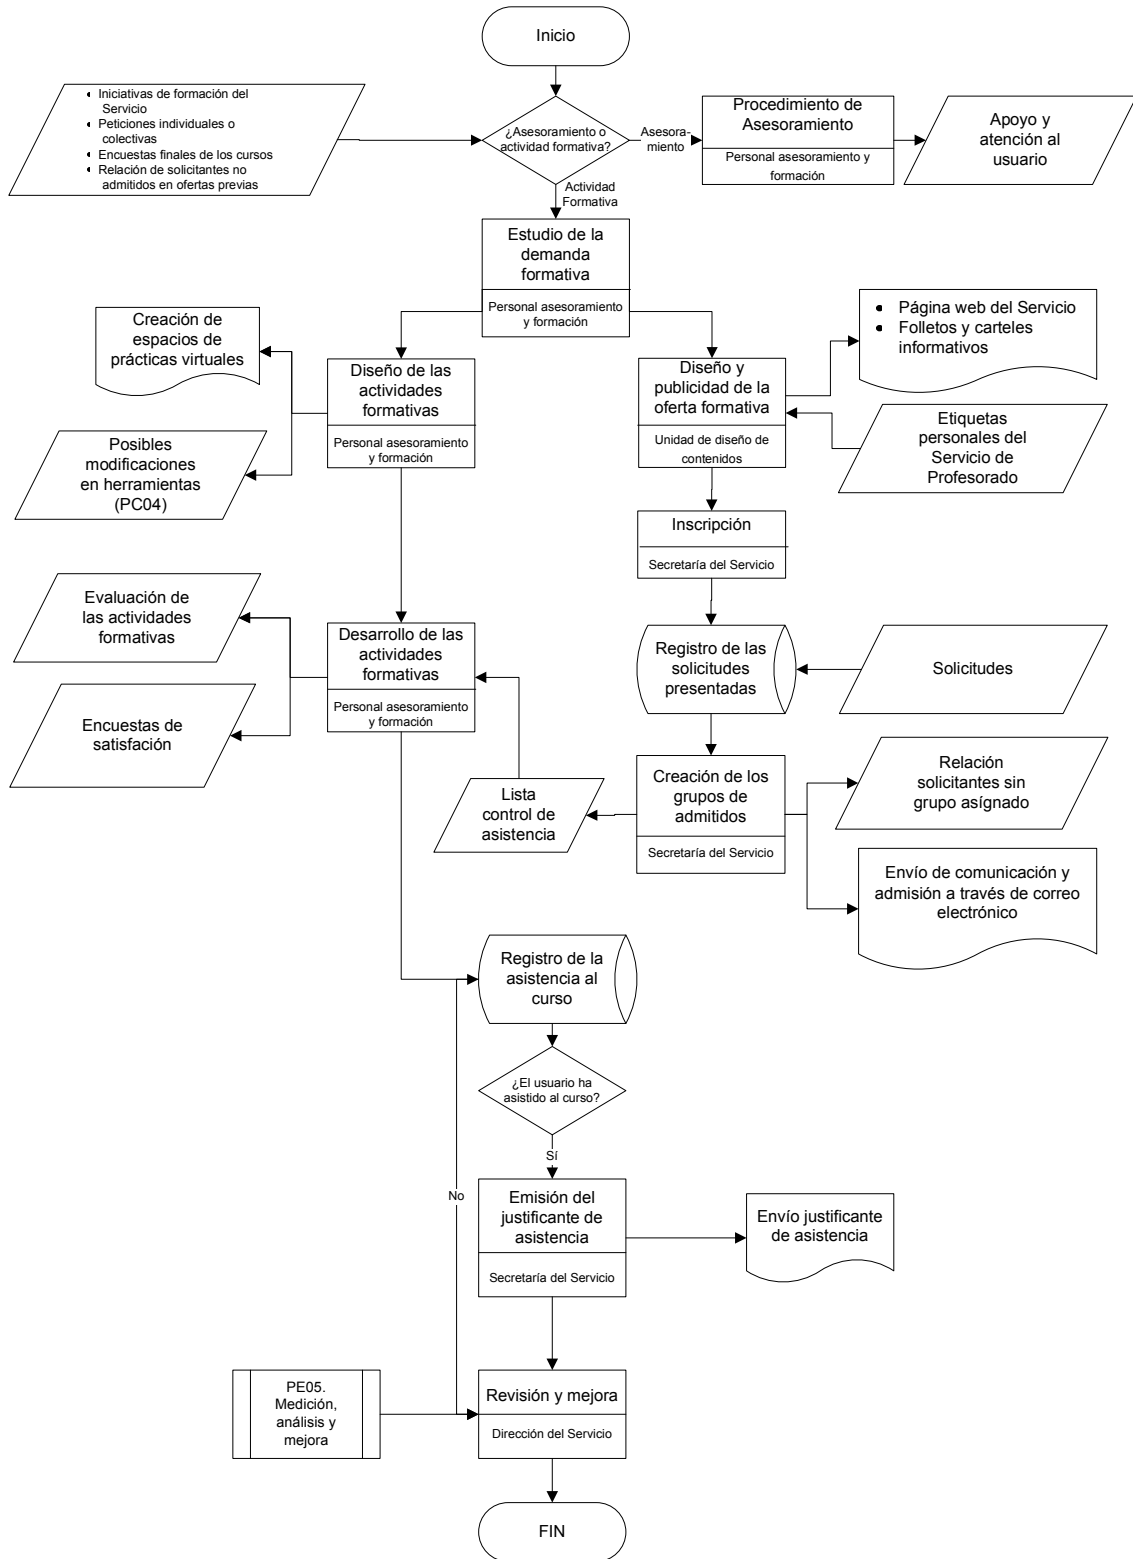 Inicio
• Iniciativas de formación del
Servicio
• Peticiones individuales o
colectivas
• Encuestas finales de los cursos
• Relación de solicitantes no
admitidos en ofertas previas
¿Asesoramiento o
actividad formativa?
Asesora-
miento
Procedimiento de
Asesoramiento
Personal asesoramiento y
formación
Apoyo y
atención al
usuario
Actividad
Formativa
Estudio de la
demanda
formativa
Personal asesoramiento
y formación
Creación de
espacios de
prácticas virtuales
Diseño de las
actividades
formativas
Personal asesoramiento
y formación
Posibles
modificaciones
en herramientas
(PC04)
Diseño y
publicidad de la
oferta formativa
Unidad de diseño de
contenidos
• Página web del Servicio
• Folletos y carteles
informativos
Etiquetas
personales del
Servicio de
Profesorado
Inscripción
Secretaría del Servicio
Evaluación de
las actividades
formativas
Desarrollo de las
actividades
formativas
Personal asesoramiento
y formación
Encuestas de
satisfacción
Registro de las
solicitudes
presentadas
Solicitudes
Lista
control de
asistencia
Creación de los
grupos de
admitidos
Secretaría del Servicio
Relación
solicitantes sin
grupo asígnado
Envío de comunicación y
admisión a través de correo
electrónico
Registro de la
asistencia al
curso
¿El usuario ha
asistido al curso?
Sí
No
Emisión del
justificante de
asistencia
Secretaría del Servicio
Envío justificante
de asistencia
PE05.
Medición,
análisis y
mejora
Revisión y mejora
Dirección del Servicio
FIN